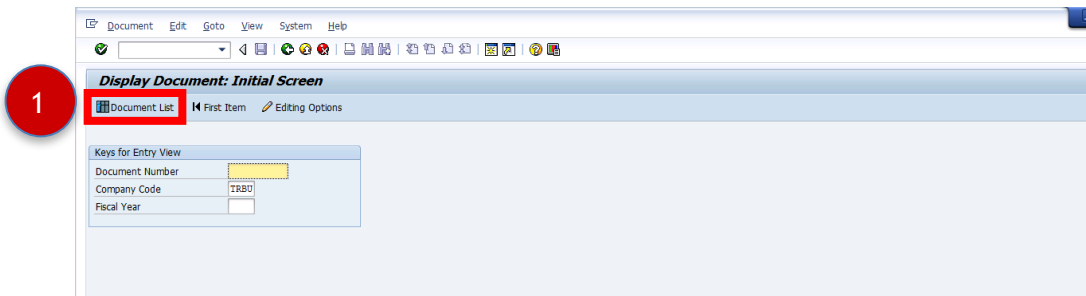 Document Edit Goto View System Help
Display Document: Initial Screen
1
Document List First Item Editing Options
Keys for Entry View
Document Number
Company Code TRBU
Fiscal Year